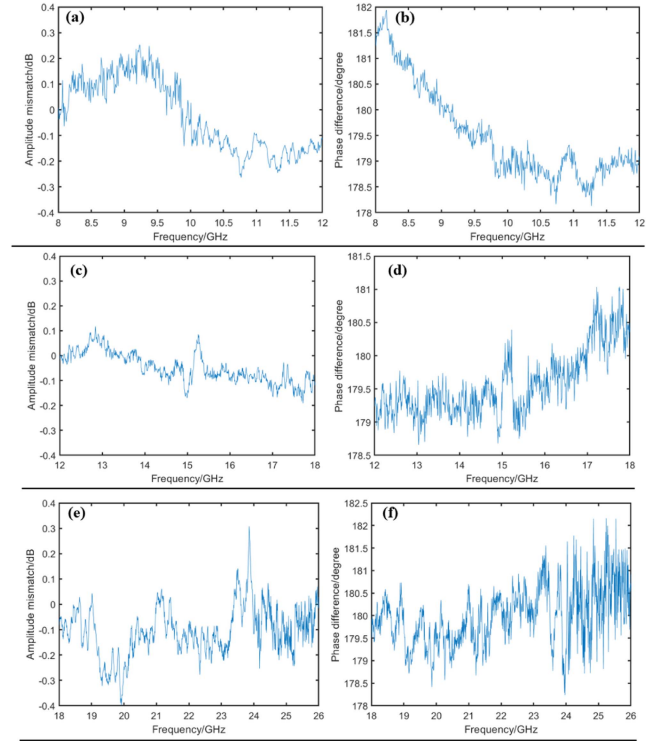 (a)
Amplitude mismatch/dB
0.4
0.3
0.2
0.1
0
-0.1
-0.2
-0.3
-0.4
8 8.5 9 9.5 10 10.5 11 11.5 12
Frequency/GHz
(b)
Phase difference/degree
182
181.5
181
180.5
180
179.5
179
178.5
178
8 8.5 9 9.5 10 10.5 11 11.5 12
Frequency/GHz
(c)
Amplitude mismatch/dB
0.4
0.3
0.2
0.1
0
-0.1
-0.2
-0.3
-0.4
12 13 14 15 16 17 18
Frequency/GHz
(d)
Phase difference/degree
181.5
181
180.5
180
179.5
179
178.5
12 13 14 15 16 17 18
Frequency/GHz
(e)
Amplitude mismatch/dB
0.4
0.3
0.2
0.1
0
-0.1
-0.2
-0.3
-0.4
18 19 20 21 22 23 24 25 26
Frequency/GHz
(f)
Phase difference/degree
182.5
182
181.5
181
180.5
180
179.5
179
178.5
178
18 19 20 21 22 23 24 25 26
Frequency/GHz